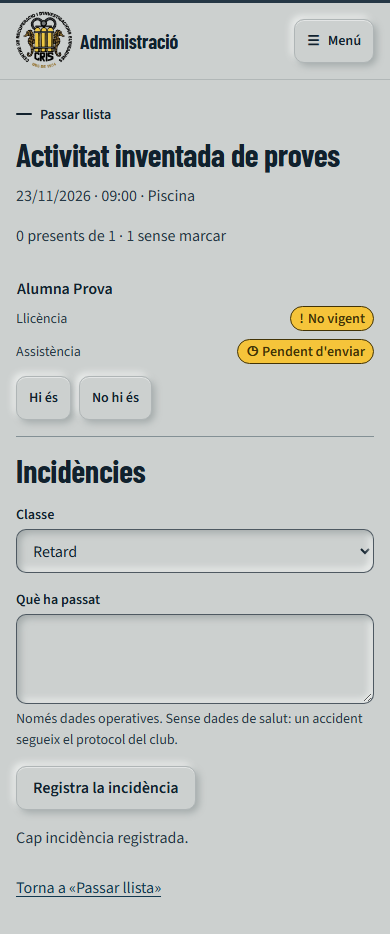 CRIS
Administració
☰ Menú
Passar llista
Activitat inventada de proves
23/11/2026 · 09:00 · Piscina
0 presents de 1 · 1 sense marcar
Alumna Prova
Llicència
! No vigent
Assistència
◔ Pendent d'enviar
Hi és
No hi és
Incidències
Classe
Retard
Què ha passat
Només dades operatives. Sense dades de salut: un accident
segueix el protocol del club.
Registra la incidència
Cap incidència registrada.
Torna a «Passar llista»